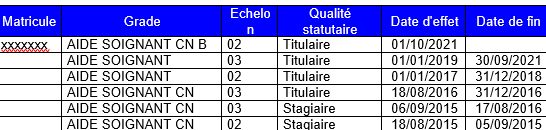 Matricule Grade Echelon Qualité statutaire Date d'effet Date de fin
xxxxxxx AIDE SOIGNANT CN B 02 Titulaire 01/10/2021
AIDE SOIGNANT 03 Titulaire 01/01/2019 30/09/2021
AIDE SOIGNANT 02 Titulaire 01/01/2017 31/12/2018
AIDE SOIGNANT CN 03 Titulaire 18/08/2016 31/12/2016
AIDE SOIGNANT CN 03 Stagiaire 06/09/2015 17/08/2016
AIDE SOIGNANT CN 02 Stagiaire 18/08/2015 05/09/2015